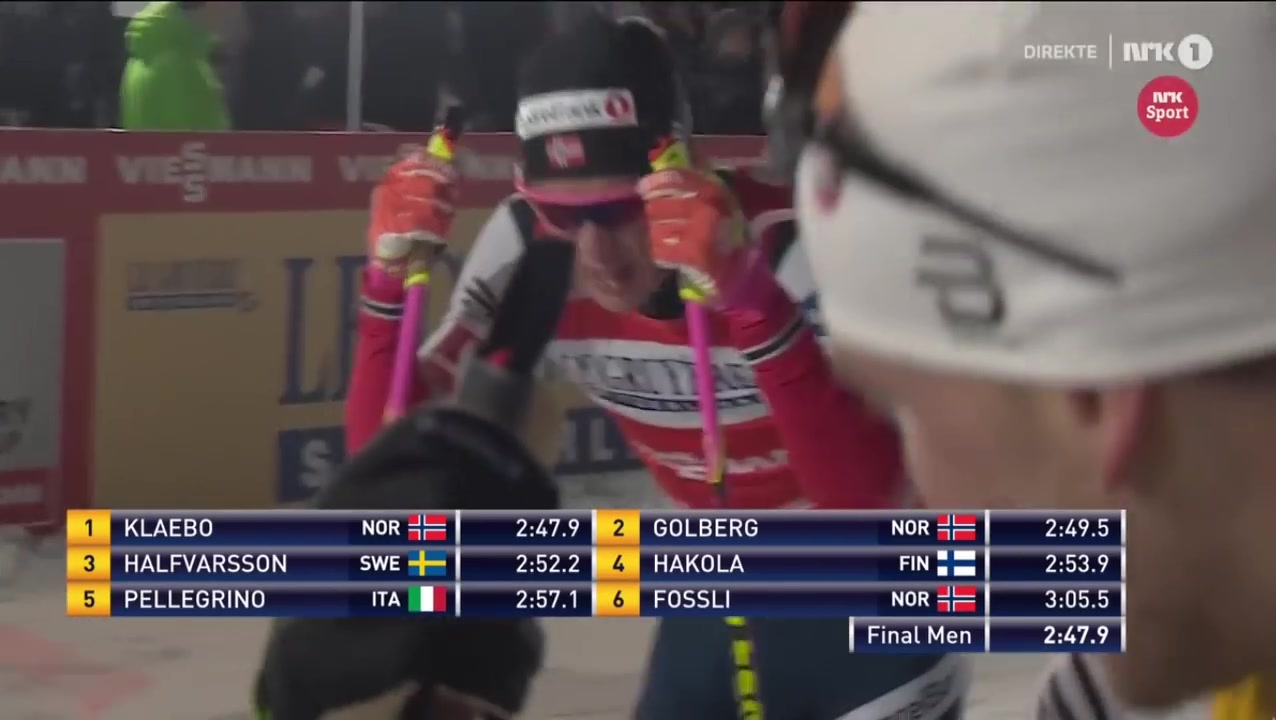 DIREKTE nrk 1
nrk Sport
VIESSMANN
1 KLAEBO NOR 2:47.9 2 GOLBERG NOR 2:49.5
3 HALFVARSSON SWE 2:52.2 4 HAKOLA FIN 2:53.9
5 PELLEGRINO ITA 2:57.1 6 FOSSLI NOR 3:05.5
Final Men 2:47.9